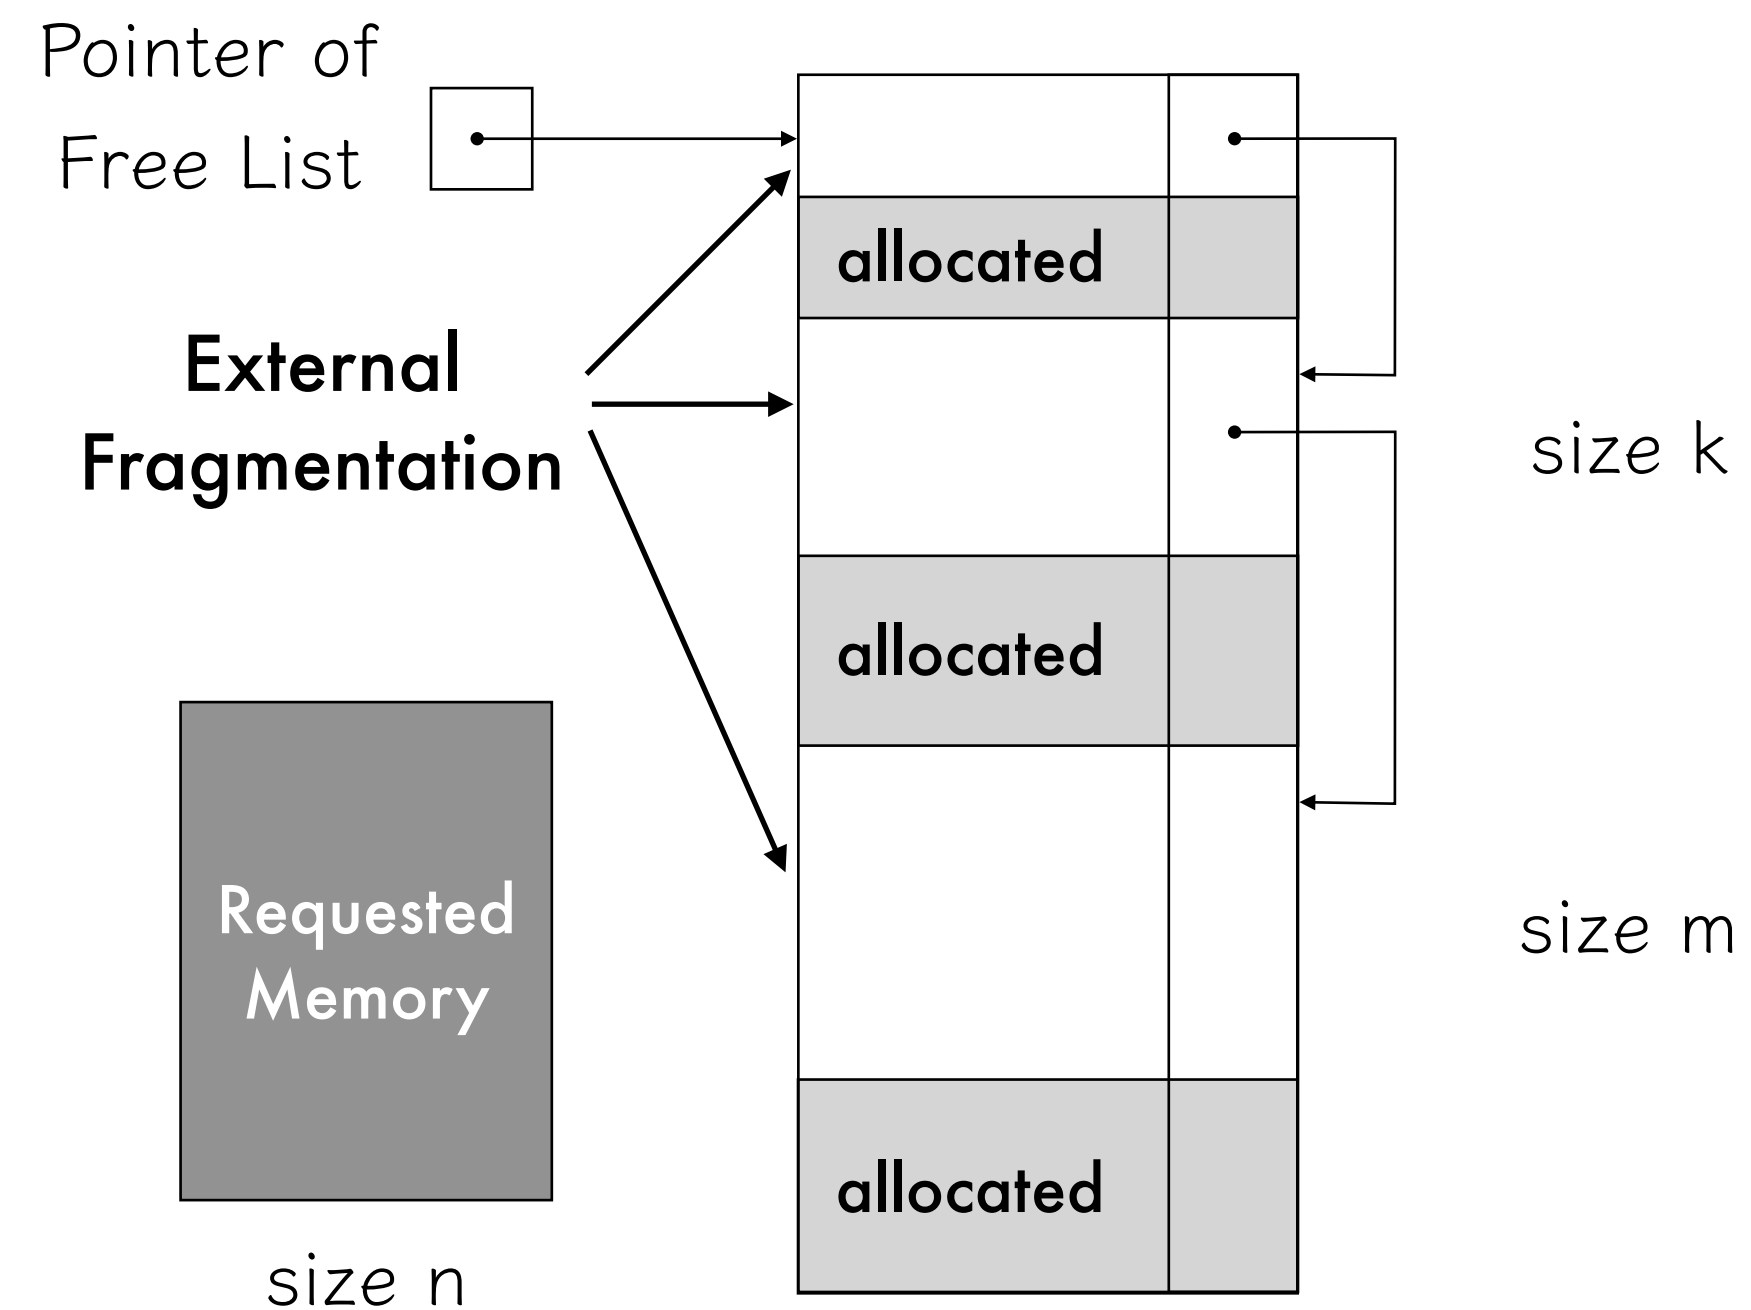 Pointer of
Free List
allocated
External
Fragmentation
size k
allocated
Requested
Memory
size m
allocated
size n